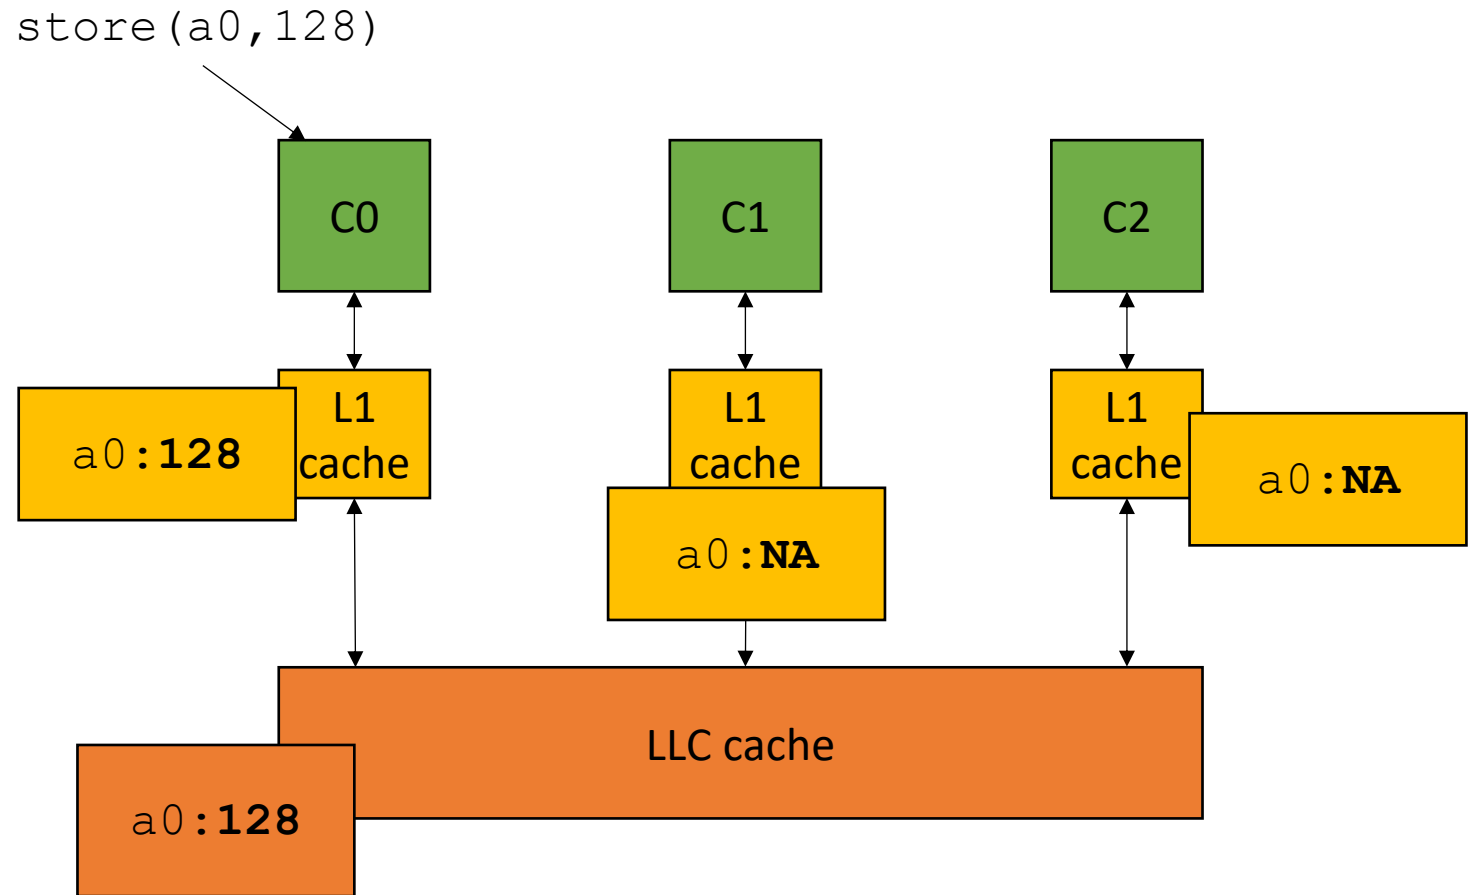 store(a0,128)
C0
C1
C2
L1
cache
L1
cache
L1
cache
a0:128
a0:NA
a0:NA
LLC cache
a0:128